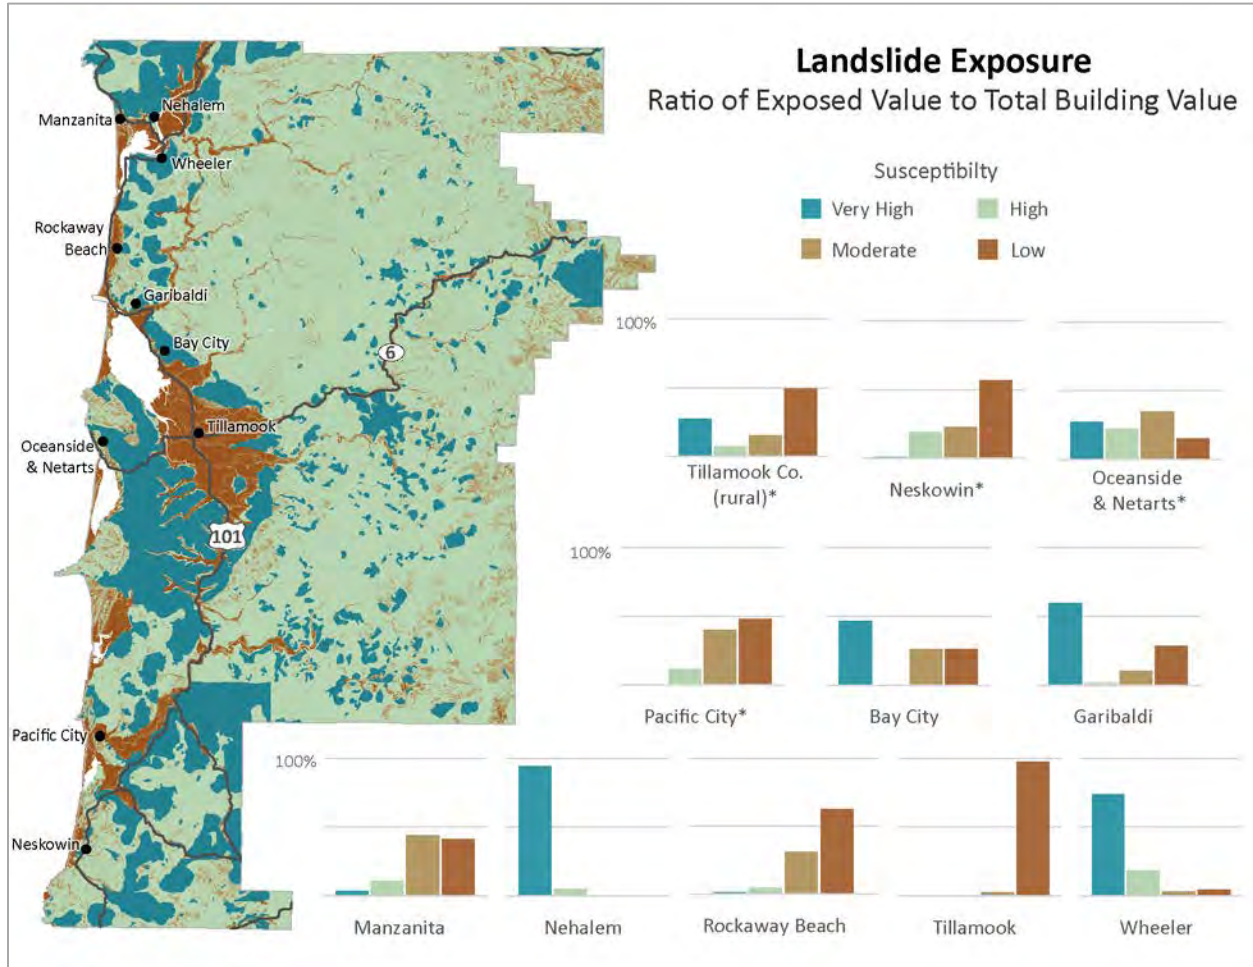 Landslide Exposure
Ratio of Exposed Value to Total Building Value
Susceptibilty
Very High
High
Moderate
Low
Nehalem
Manzanita
Wheeler
Rockaway
Beach
Garibaldi
Bay City
6
Tillamook
Oceanside
& Netarts
101
Pacific City
Neskowin
100%
Tillamook Co.
(rural)*
Neskowin*
Oceanside
& Netarts*
100%
Pacific City*
Bay City
Garibaldi
100%
Manzanita
Nehalem
Rockaway Beach
Tillamook
Wheeler